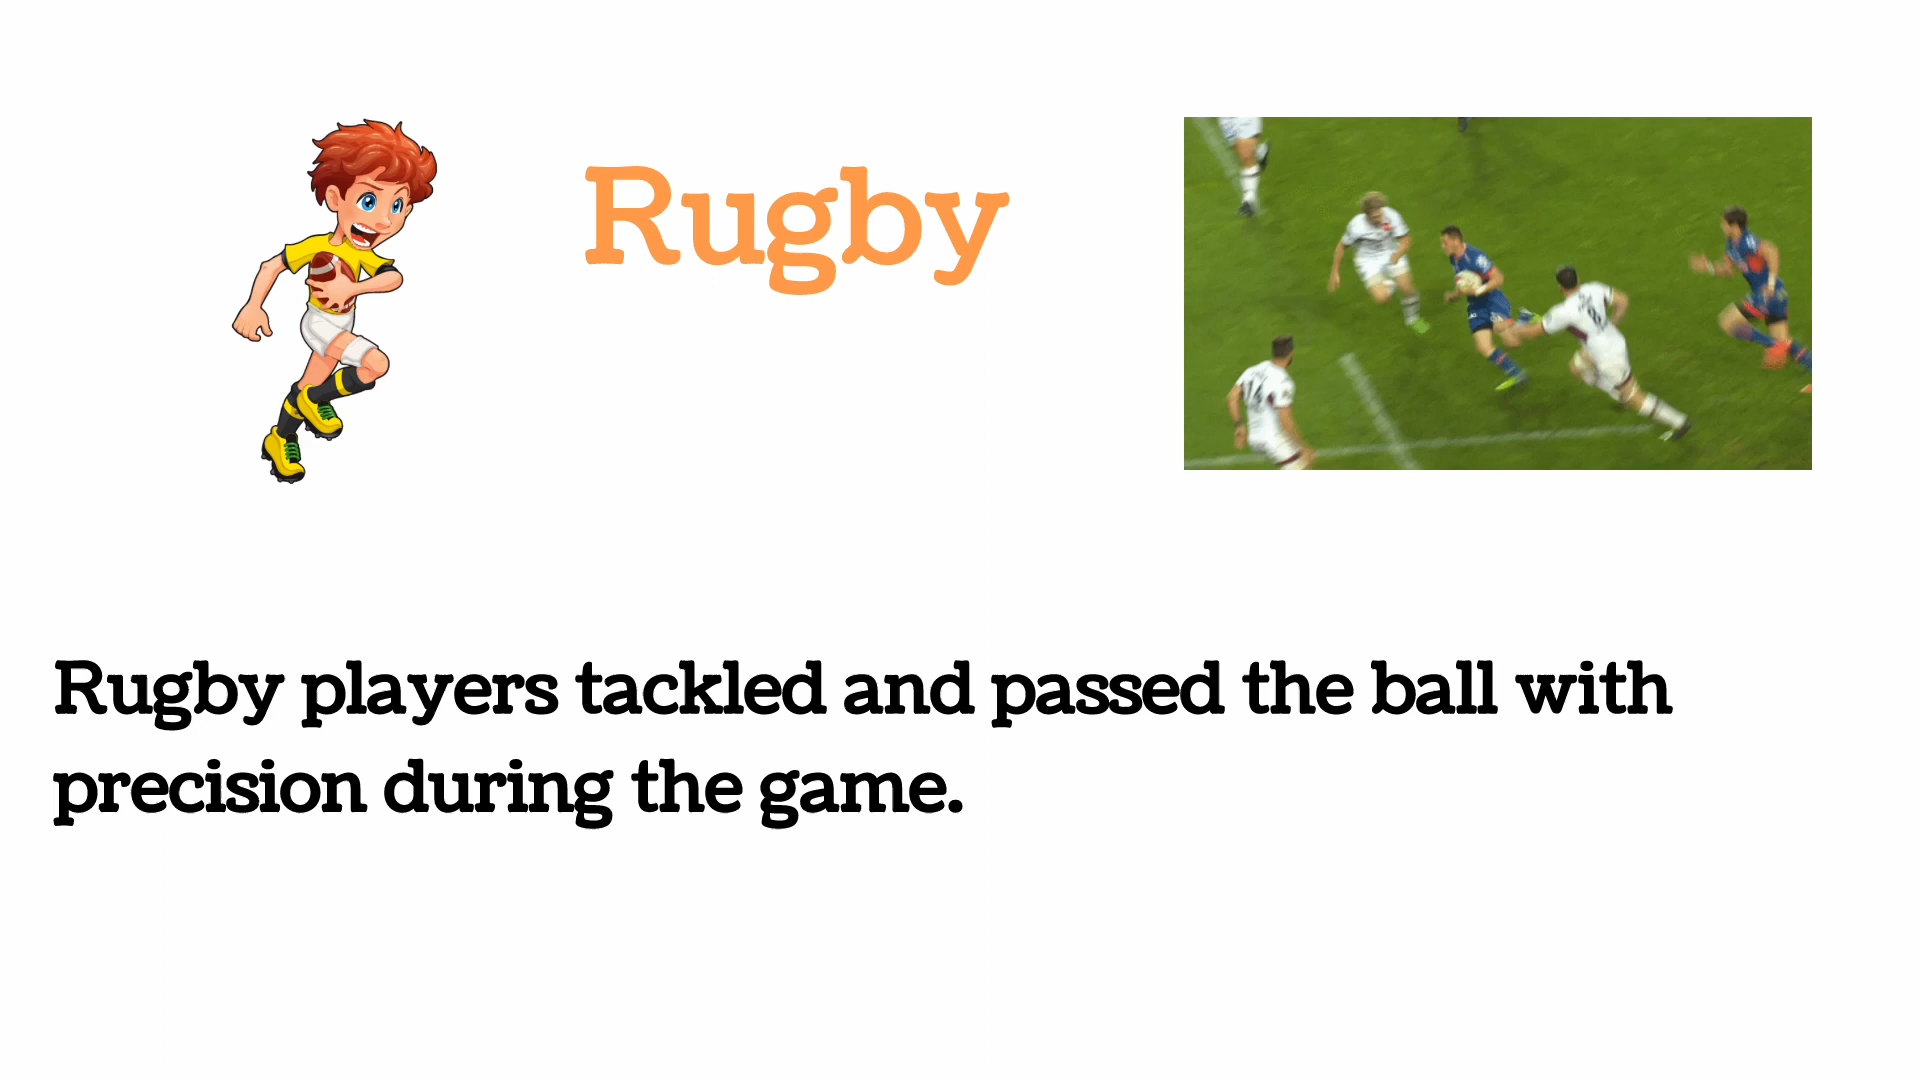 Rugby
Rugby players tackled and passed the ball with
precision during the game.